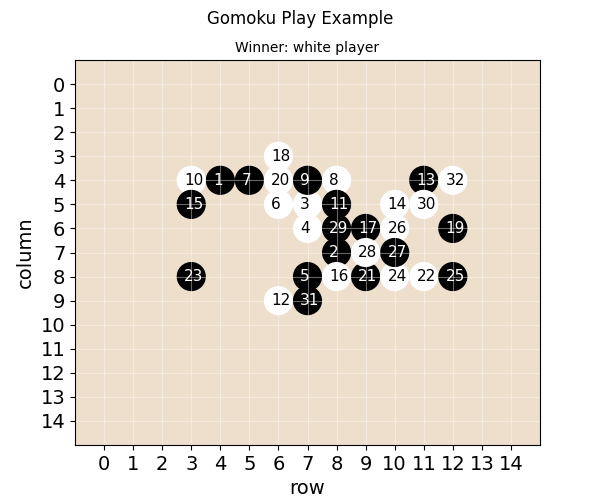 Gomoku Play Example
Winner: white player
0
1
2
3 18
4 10 1 7 20 9 8 13 32
5 15 6 3 11 14 30
6 4 29 17 26 19
7 2 28 27
8 23 5 16 21 24 22 25
9 12 31
10
11
12
13
14
column
0 1 2 3 4 5 6 7 8 9 10 11 12 13 14
row